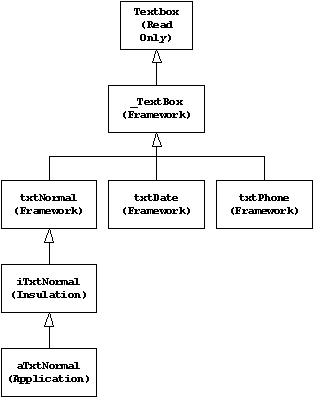 Textbox
(Read
Only)
_TextBox
(Framework)
txtNormal
(Framework)
txtDate
(Framework)
txtPhone
(Framework)
iTxtNormal
(Insulation)
aTxtNormal
(Application)